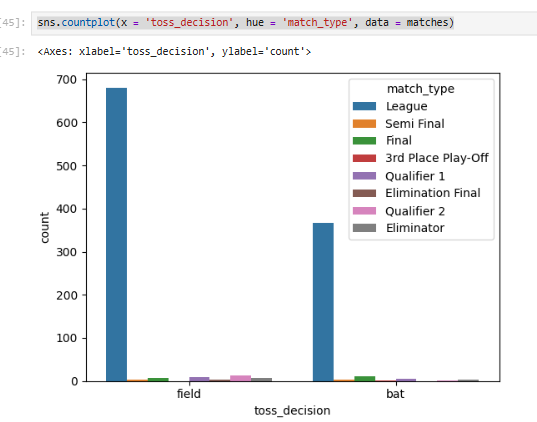 [45]: sns.countplot(x = 'toss_decision', hue = 'match_type', data = matches)
[45]: <Axes: xlabel='toss_decision', ylabel='count'>
match_type
League
Semi Final
Final
3rd Place Play-Off
Qualifier 1
Elimination Final
Qualifier 2
Eliminator
700
600
500
400
300
200
100
0
count
field
bat
toss_decision